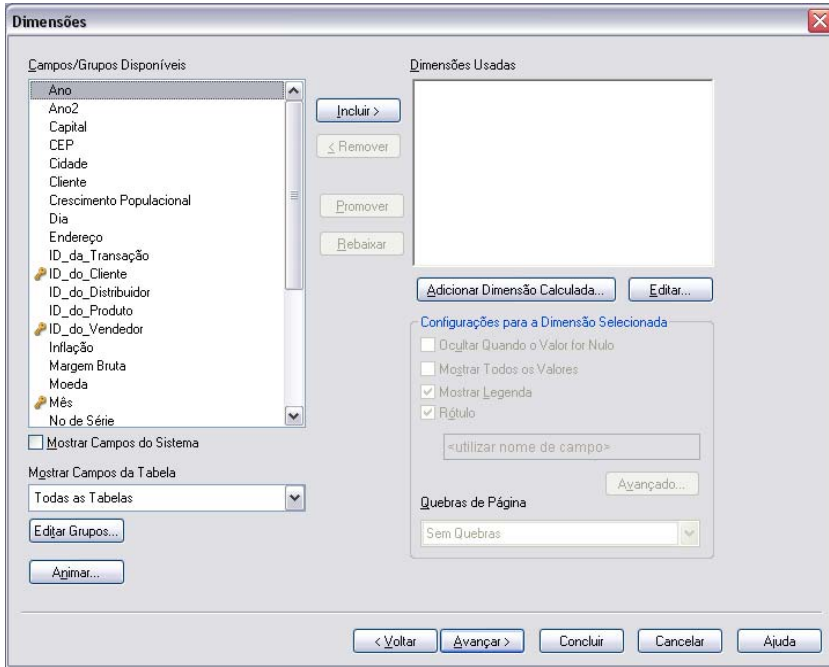 Dimensões
Campos/Grupos Disponíveis
Ano
Ano2
Capital
CEP
Cidade
Cliente
Crescimento Populacional
Dia
Endereço
ID_da_Transação
ID_do_Cliente
ID_do_Distribuidor
ID_do_Produto
ID_do_Vendedor
Inflação
Margem Bruta
Moeda
Mês
No de Série
Mostrar Campos do Sistema
Mostrar Campos da Tabela
Todas as Tabelas
Editar Grupos...
Animar...
Incluir >
< Remover
Promover
Rebaixar
Dimensões Usadas
Adicionar Dimensão Calculada...
Editar...
Configurações para a Dimensão Selecionada
Ocultar Quando o Valor for Nulo
Mostrar Todos os Valores
Mostrar Legenda
Rótulo
<utilizar nome de campo>
Avançado...
Quebras de Página
Sem Quebras
< Voltar
Avançar >
Concluir
Cancelar
Ajuda